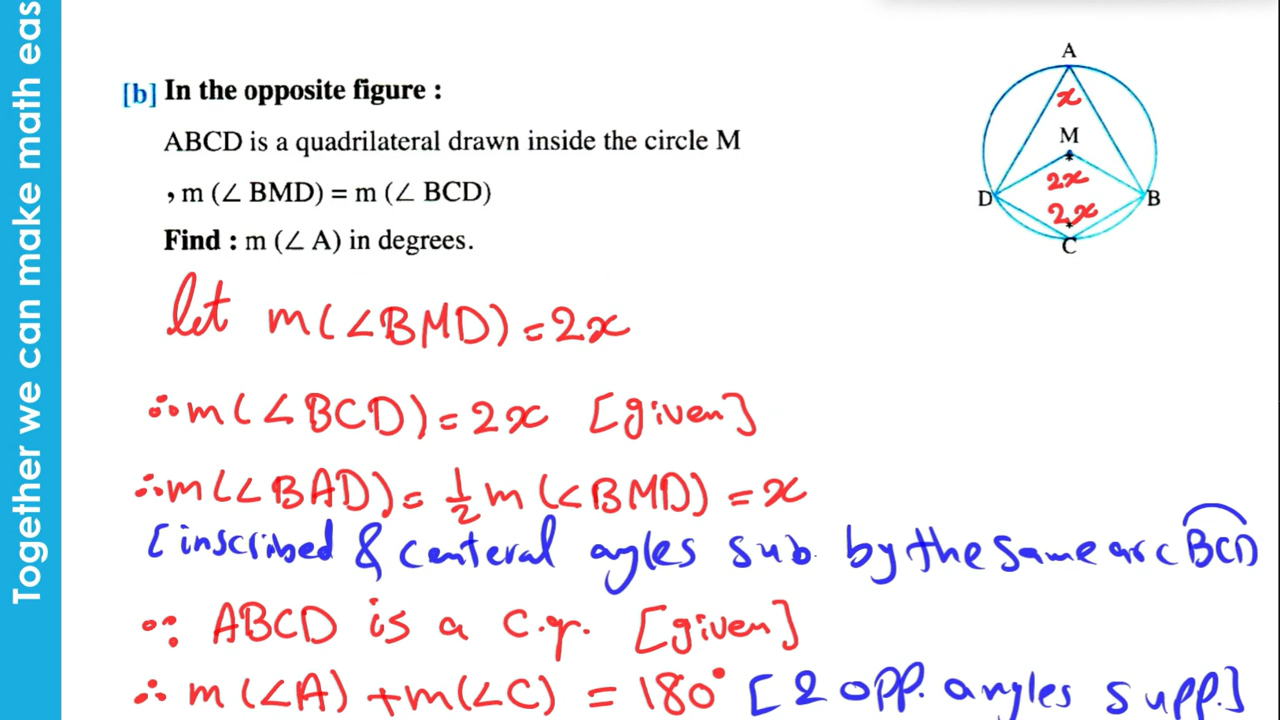 Together we can make math eas
[b] In the opposite figure :
ABCD is a quadrilateral drawn inside the circle M
, m (∠ BMD) = m (∠ BCD)
Find : m (∠ A) in degrees.
A
x
M
2x
D
B
2x
C
let m(∠BMD) = 2x
∴ m(∠BCD) = 2x [given]
∴ m(∠BAD) = 1/2 m(∠BMD) = x
[inscribed & centeral agles sub. by the same arc BCD
∵ ABCD is a c.q. [given]
∴ m(∠A) + m(∠C) = 180° [2 opp. angles supp.]